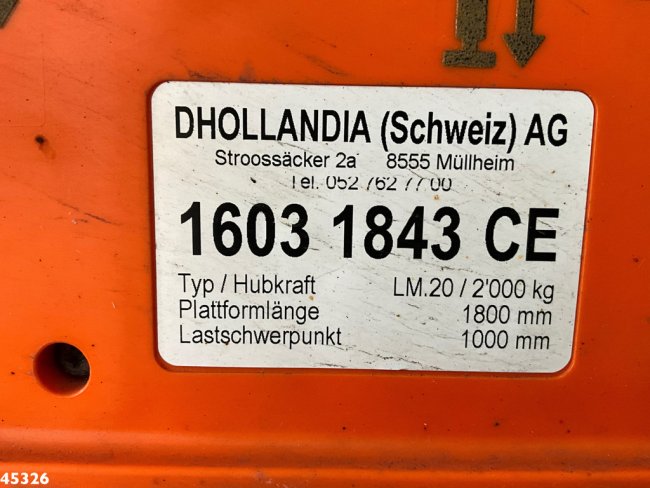 DHOLLANDIA (Schweiz) AG
Stroossäcker 2a 8555 Müllheim
Tel. 052 762 77 00
1603 1843 CE
Typ / Hubkraft LM.20 / 2'000 kg
Plattformlänge 1800 mm
Lastschwerpunkt 1000 mm
45326